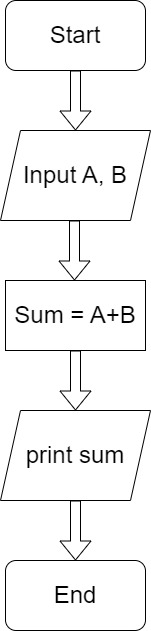 Start
Input A, B
Sum = A+B
print sum
End